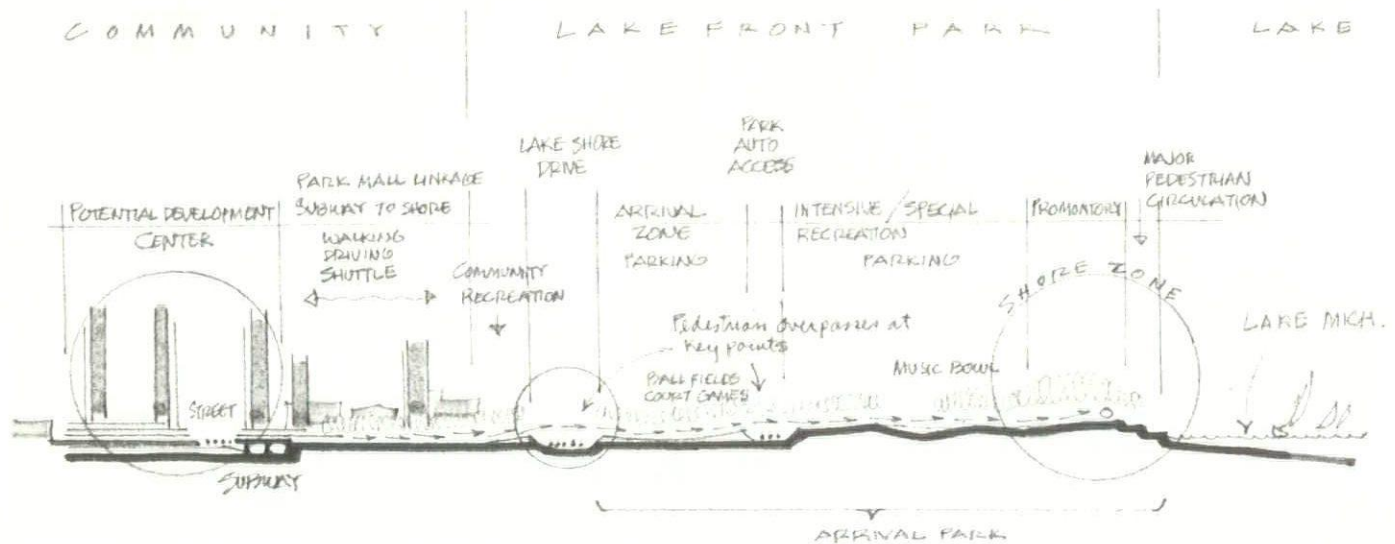 COMMUNITY
LAKEFRONT PARK
LAKE
POTENTIAL DEVELOPMENT
CENTER
PARK MALL LINKAGE
SUBWAY TO SHORE
WALKING
DRIVING
SHUTTLE
COMMUNITY
RECREATION
LAKE SHORE
DRIVE
ARRIVAL
ZONE
PARKING
PARK
AUTO
ACCESS
INTENSIVE/SPECIAL
RECREATION
PARKING
PROMONTORY
MAJOR
PEDESTRIAN
CIRCULATION
SHORE ZONE
LAKE MICH.
Pedestrian overpasses at
key points
BALL FIELDS
COURT GAMES
MUSIC BOWL
STREET
SUBWAY
ARRIVAL PARK